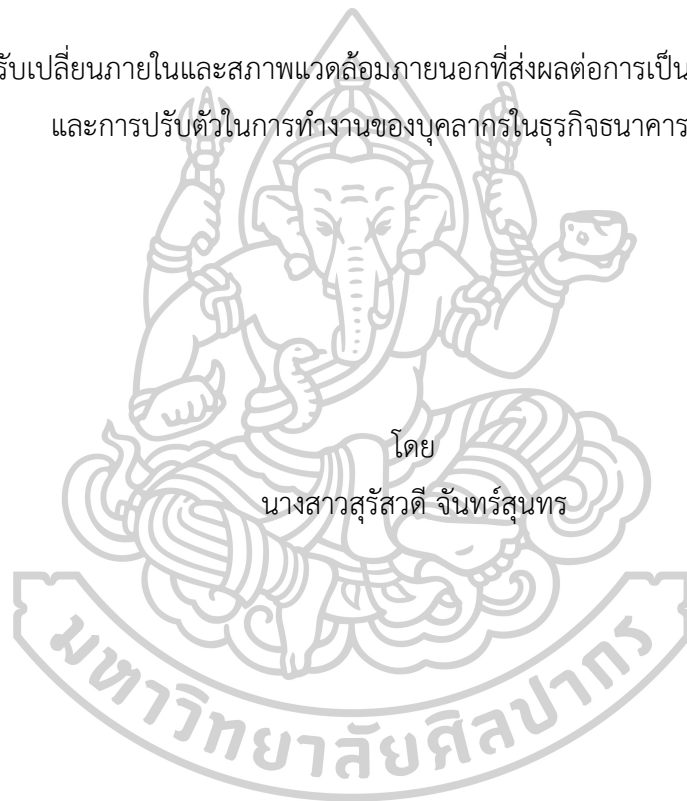 รับเปลี่ยนภายในและสภาพแวดล้อมภายนอกที่ส่งผลต่อการเป็น
และการปรับตัวในการทำงานของบุคลากรในธุรกิจธนาคาร
โดย
นางสาวสุรัสวดี จันทร์สุนทร
มหาวิทยาลัยศิลปากร